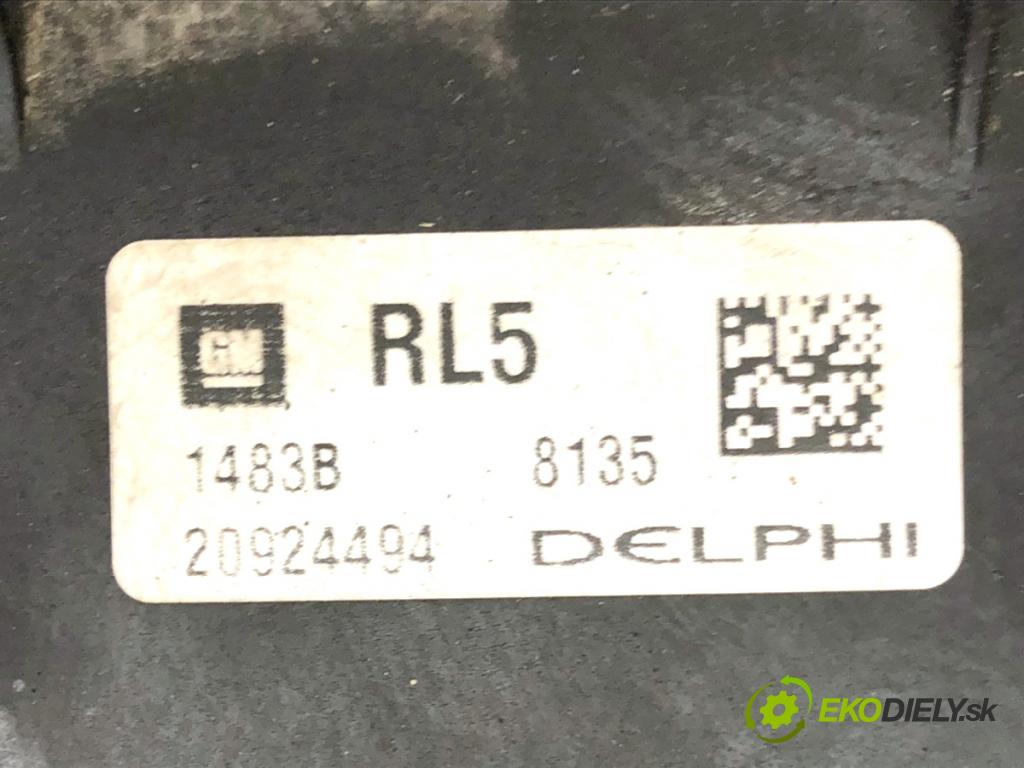 GM RL5
1483B 8135
20924494 DELPHI
EKODIELY.sk